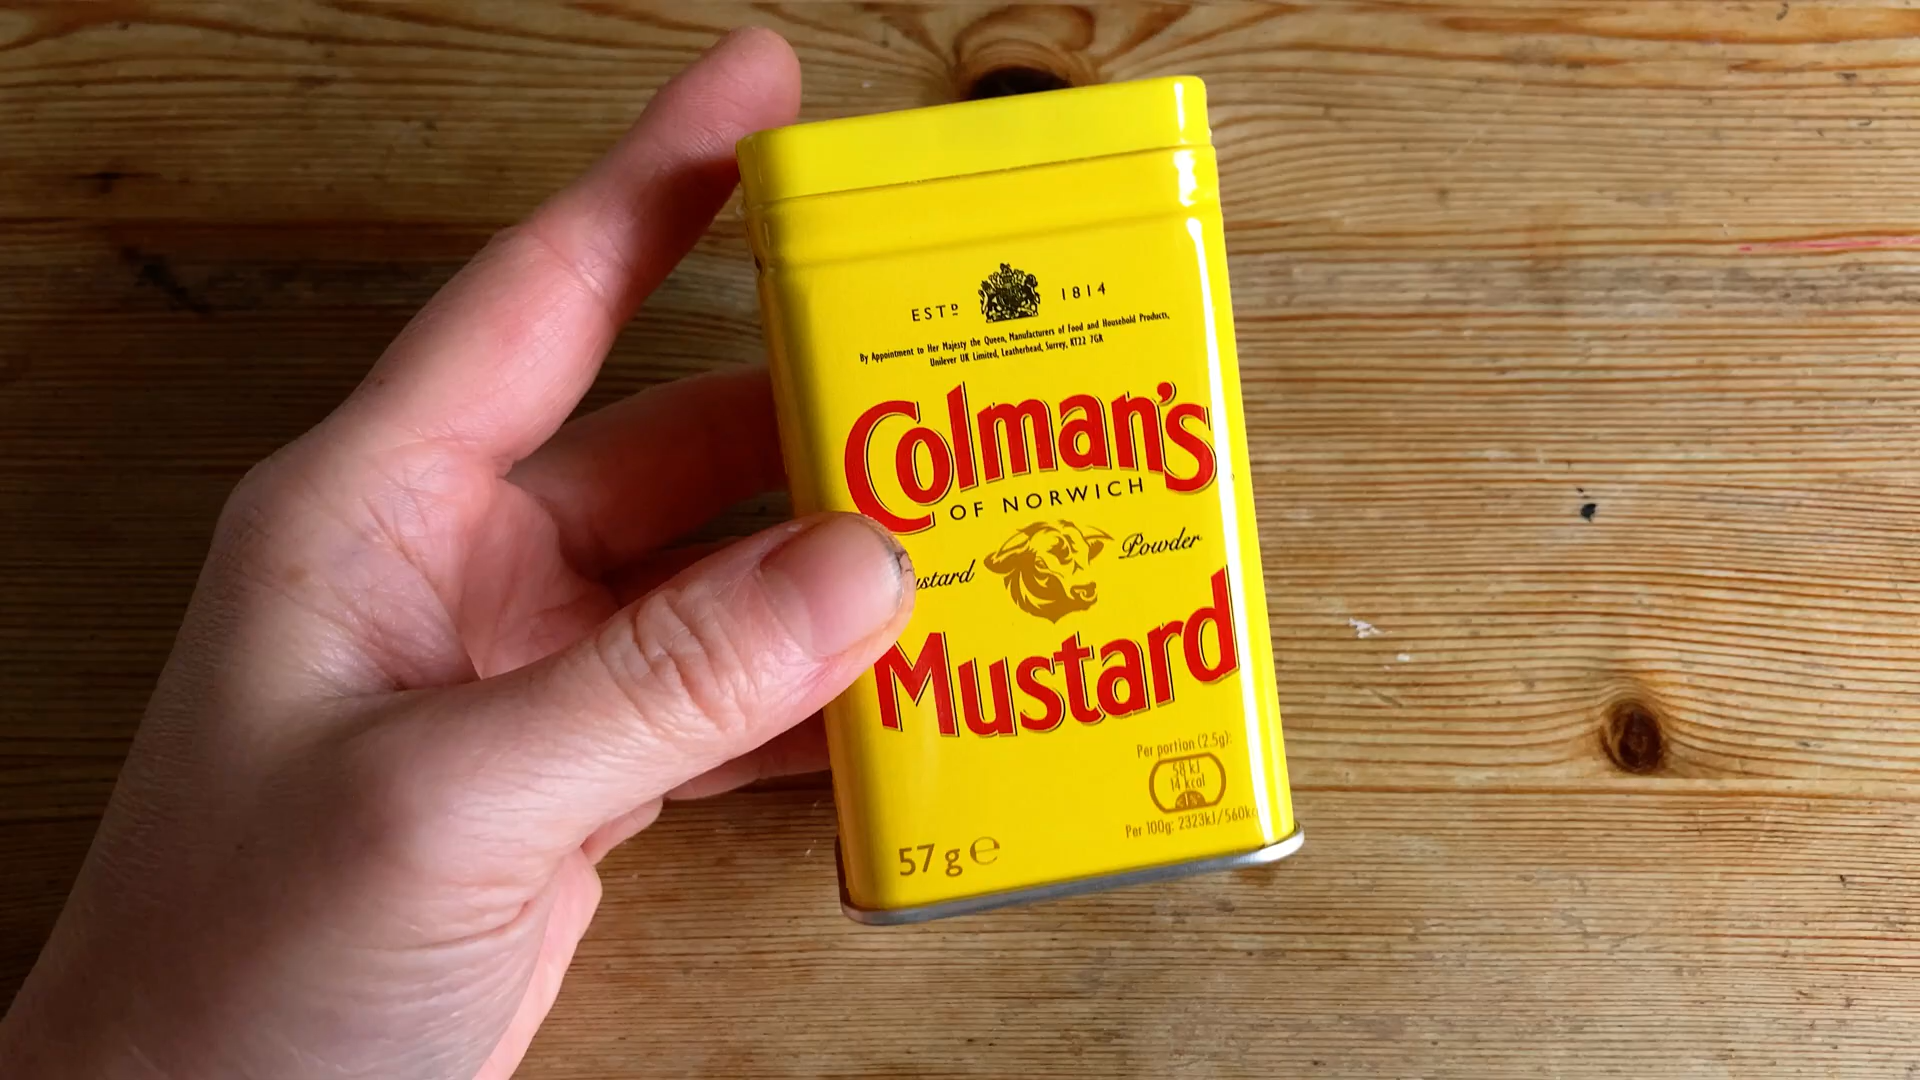 ESTD 1814
By Appointment to Her Majesty the Queen, Manufacturers of Food and Household Products,
Unilever UK Limited, Leatherhead, Surrey, KT22 7GR
Colman's
OF NORWICH
Powder
Mustard
Per portion (2.5g):
58 kJ
14 kcal
Per 100g: 2323kJ/560kc
57 g ℮